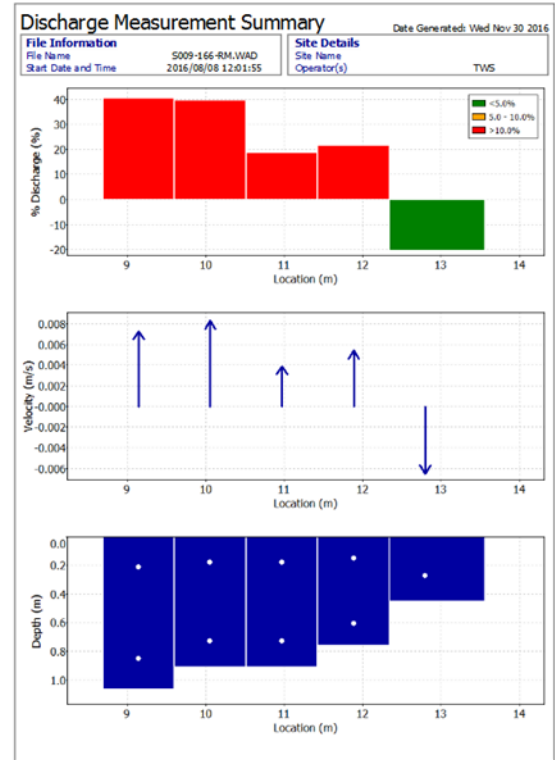 Discharge Measurement Summary
Date Generated: Wed Nov 30 2016
File Information
File Name S009-166-RM.WAD
Start Date and Time 2016/08/08 12:01:55
Site Details
Site Name
Operator(s) TWS
% Discharge (%)
40
30
20
10
0
-10
-20
<5.0%
5.0 - 10.0%
>10.0%
9 10 11 12 13 14
Location (m)
Velocity (m/s)
0.008
0.006
0.004
0.002
-0.000
-0.002
-0.004
-0.006
9 10 11 12 13 14
Location (m)
Depth (m)
0.0
0.2
0.4
0.6
0.8
1.0
9 10 11 12 13 14
Location (m)